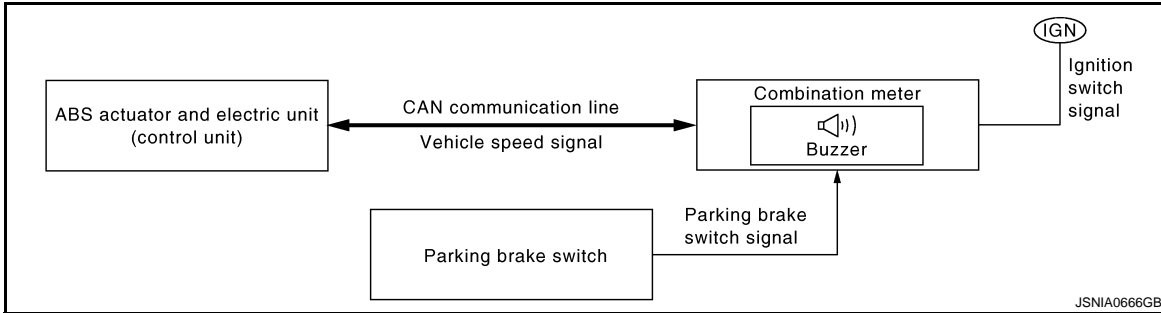 IGN
Ignition
switch
signal
ABS actuator and electric unit
(control unit)
CAN communication line
Vehicle speed signal
Combination meter
Buzzer
Parking brake
switch signal
Parking brake switch
JSNIA0666GB